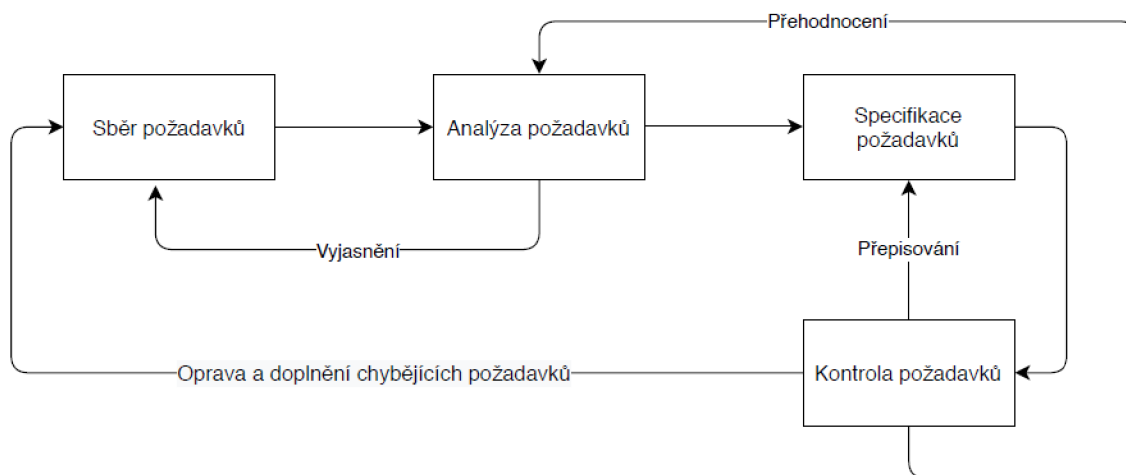 Přehodnocení
Sběr požadavků
Analýza požadavků
Specifikace
požadavků
Vyjasnění
Přepisování
Oprava a doplnění chybějících požadavků
Kontrola požadavků